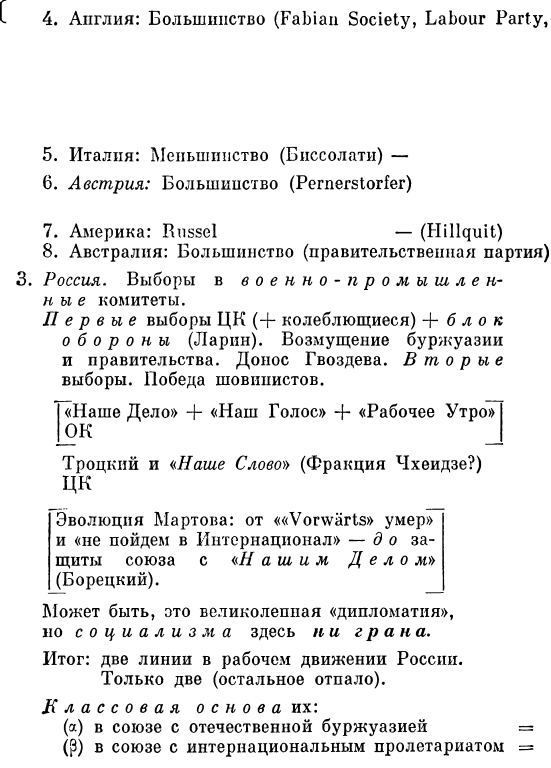 4. Англия: Большинство (Fabian Society, Labour Party,
5. Италия: Меньшинство (Биссолати) —
6. Австрия: Большинство (Pernerstorfer)
7. Америка: Russel — (Hillquit)
8. Австралия: Большинство (правительственная партия)
3. Россия. Выборы в военно-промышлен-
ные комитеты.
Первые выборы ЦК (+ колеблющиеся) + блок
обороны (Ларин). Возмущение буржуазии
и правительства. Донос Гвоздева. Вторые
выборы. Победа шовинистов.
«Наше Дело» + «Наш Голос» + «Рабочее Утро»
ОК
Троцкий и «Наше Слово» (Фракция Чхеидзе?)
ЦК
Эволюция Мартова: от ««Vorwärts» умер»
и «не пойдем в Интернационал» — до за-
щиты союза с «Нашим Делом»
(Борецкий).
Может быть, это великолепная «дипломатия»,
но социализма здесь ни грана.
Итог: две линии в рабочем движении России.
Только две (остальное отпало).
Классовая основа их:
(α) в союзе с отечественной буржуазией =
(β) в союзе с интернациональным пролетариатом =